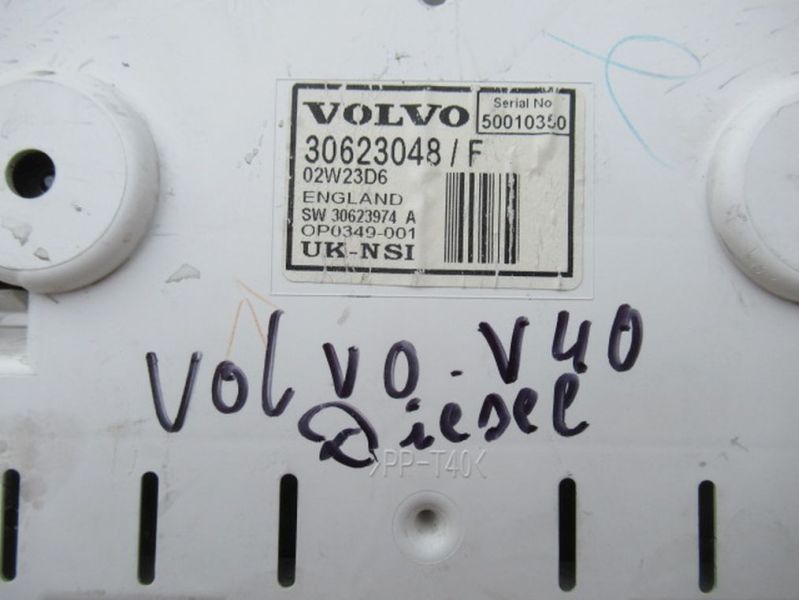 VOLVO
Serial No
50010350
30623048 / F
02W23D6
ENGLAND
SW 30623974 A
OP0349-001
UK-NSI
Volvo-V40
Diesel
>PP-T40<